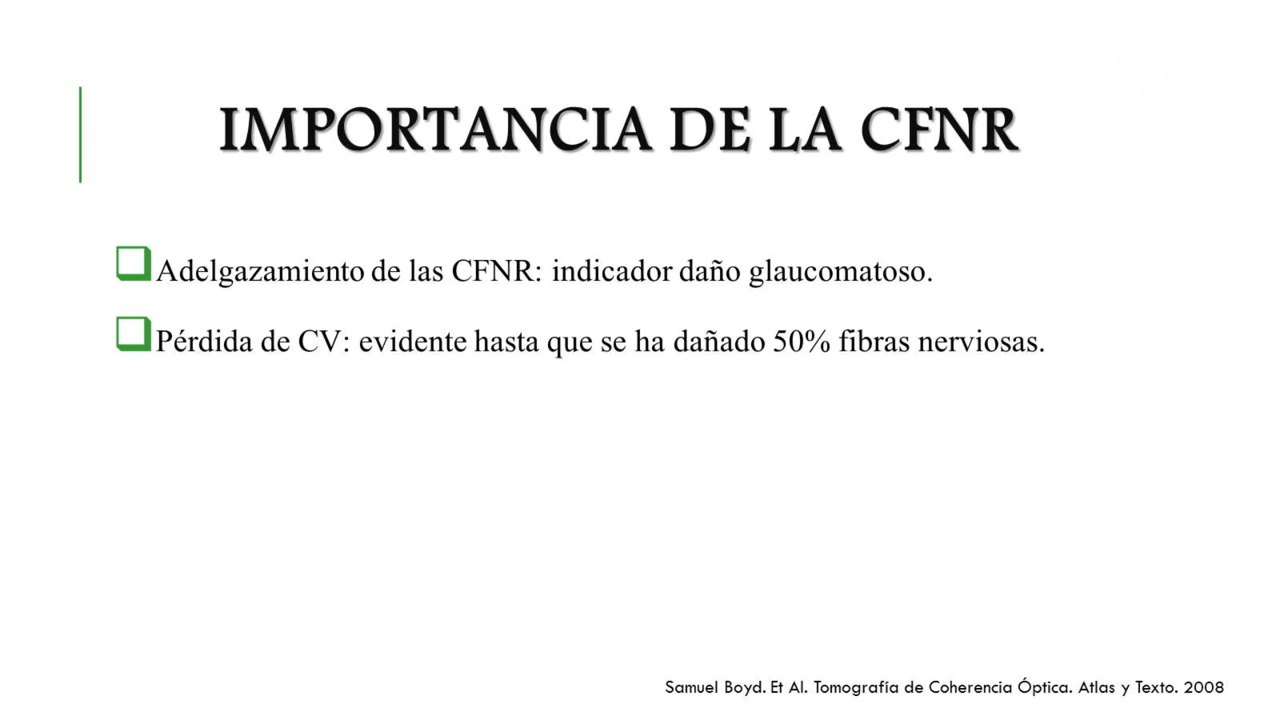 IMPORTANCIA DE LA CFNR
Adelgazamiento de las CFNR: indicador daño glaucomatoso.
Pérdida de CV: evidente hasta que se ha dañado 50% fibras nerviosas.
Samuel Boyd. Et Al. Tomografía de Coherencia Óptica. Atlas y Texto. 2008